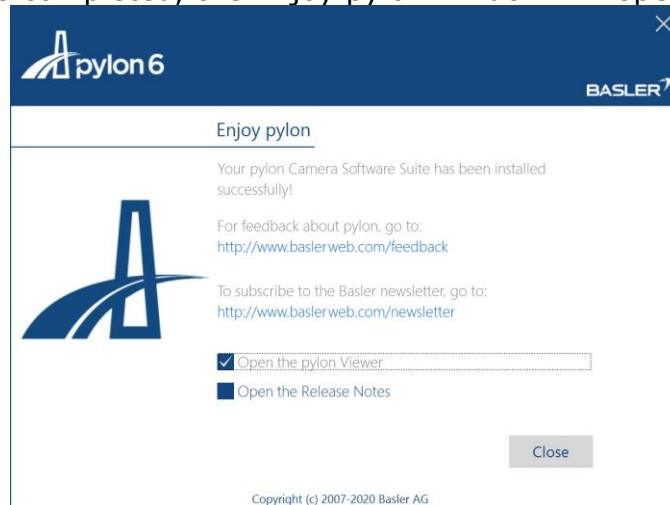 pylon 6
BASLER
Enjoy pylon
Your pylon Camera Software Suite has been installed
successfully!
For feedback about pylon, go to:
http://www.baslerweb.com/feedback
To subscribe to the Basler newsletter, go to:
http://www.baslerweb.com/newsletter
Open the pylon Viewer
Open the Release Notes
Close
Copyright (c) 2007-2020 Basler AG